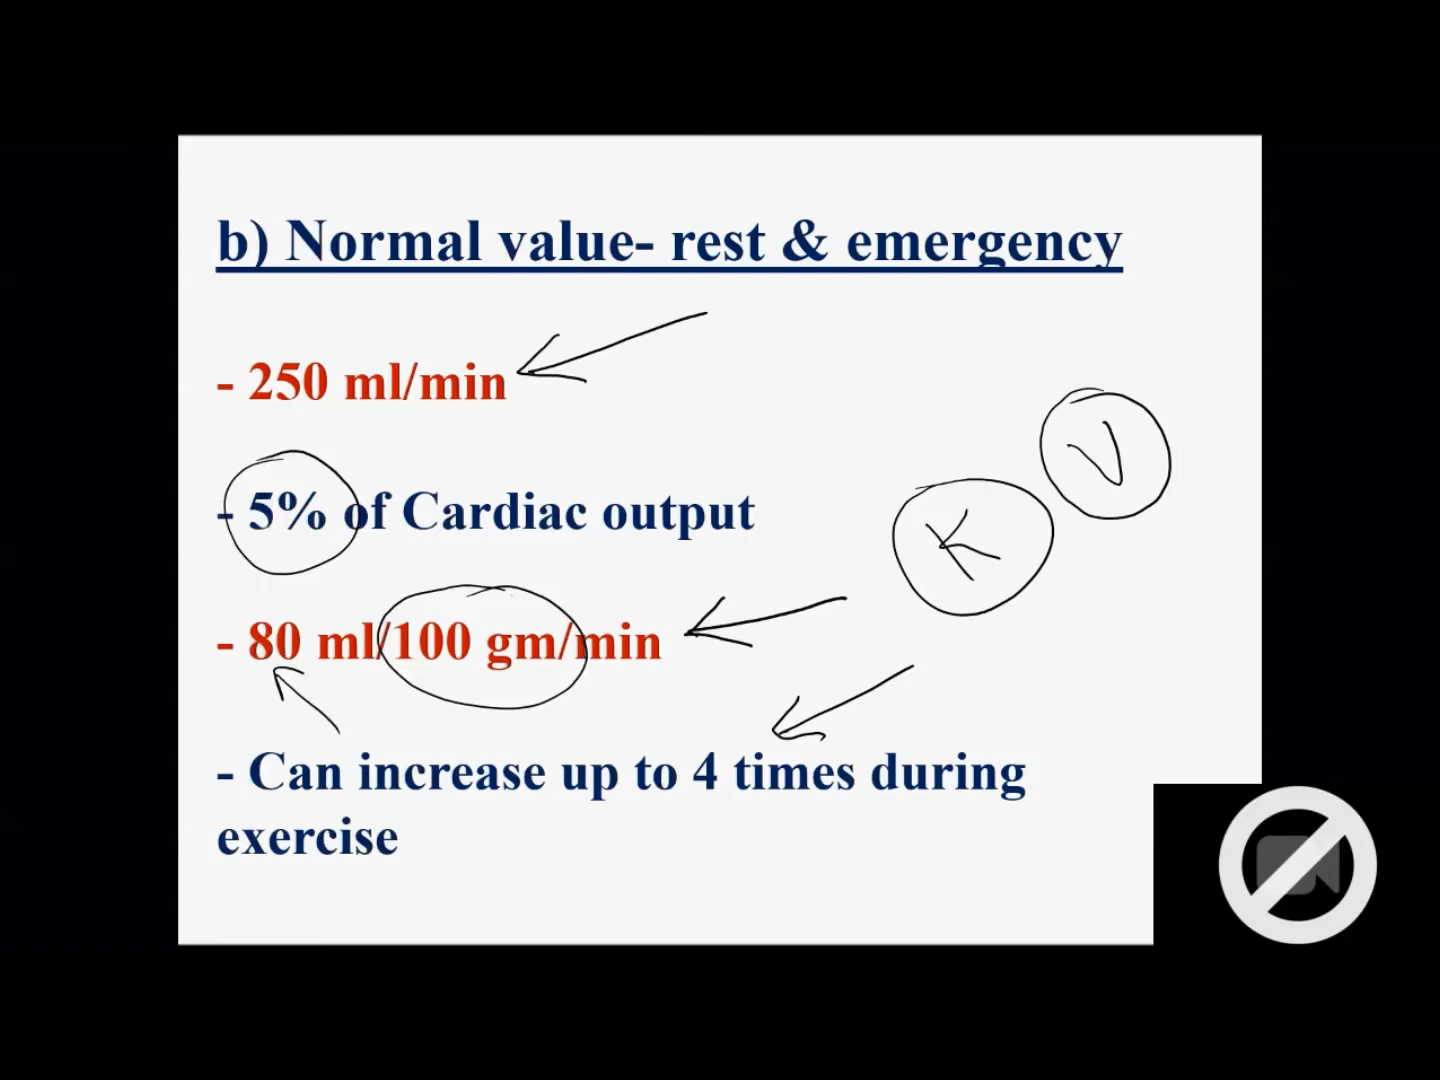 b) Normal value- rest & emergency
- 250 ml/min
- 5% of Cardiac output
- 80 ml/100 gm/min
- Can increase up to 4 times during
exercise
K